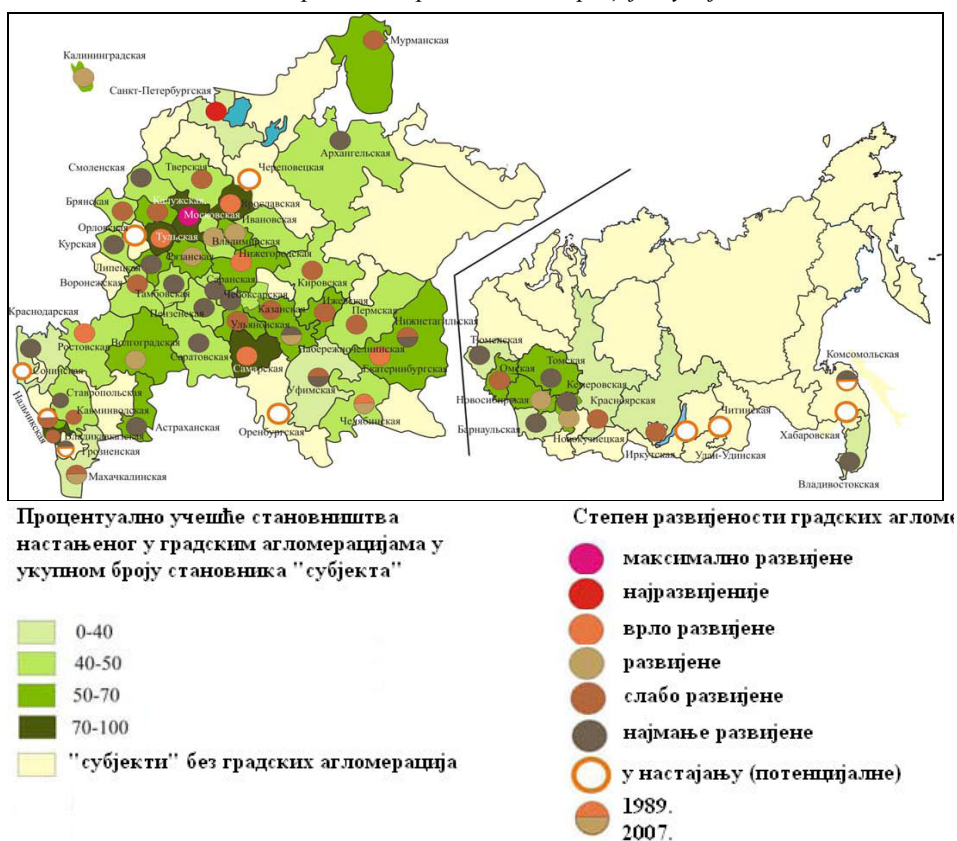 Мурманская
Калининградская
Санкт-Петербургская
Архангельская
Смоленская
Тверская
Череповецкая
Брянская
Калужская
Ярославская
Московская
Ивановская
Орловская
Тульская
Владимирская
Курская
Рязанская
Нижегородская
Липецкая
Саранская
Кировская
Воронежская
Тамбовская
Чебоксарская
Ижевская
Пензенская
Казанская
Пермская
Краснодарская
Ульяновская
Нижнетагильская
Ростовская
Волгоградская
Набережночелнинская
Саратовская
Самарская
Екатеринбургская
Сочинская
Уфимская
Ставропольская
Нальчикская
Кавминводская
Челябинская
Астраханская
Оренбургская
Владикавказская
Грозненская
Махачкалинская
Тюменская
Омская
Томская
Комсомольская
Кемеровская
Новосибирская
Красноярская
Читинская
Барнаульская
Новокузнецкая
Хабаровская
Иркутская
Удан-Удинская
Владивостокская
Процентуално учешће становништва
настањеног у градским агломерацијама у
укупном броју становника "субјекта"
0-40
40-50
50-70
70-100
"субјекти" без градских агломерација
Степен развијености градских
максимално развијене
најразвијеније
врло развијене
развијене
слабо развијене
најмање развијене
у настајању (потенцијалне)
1989.
2007.